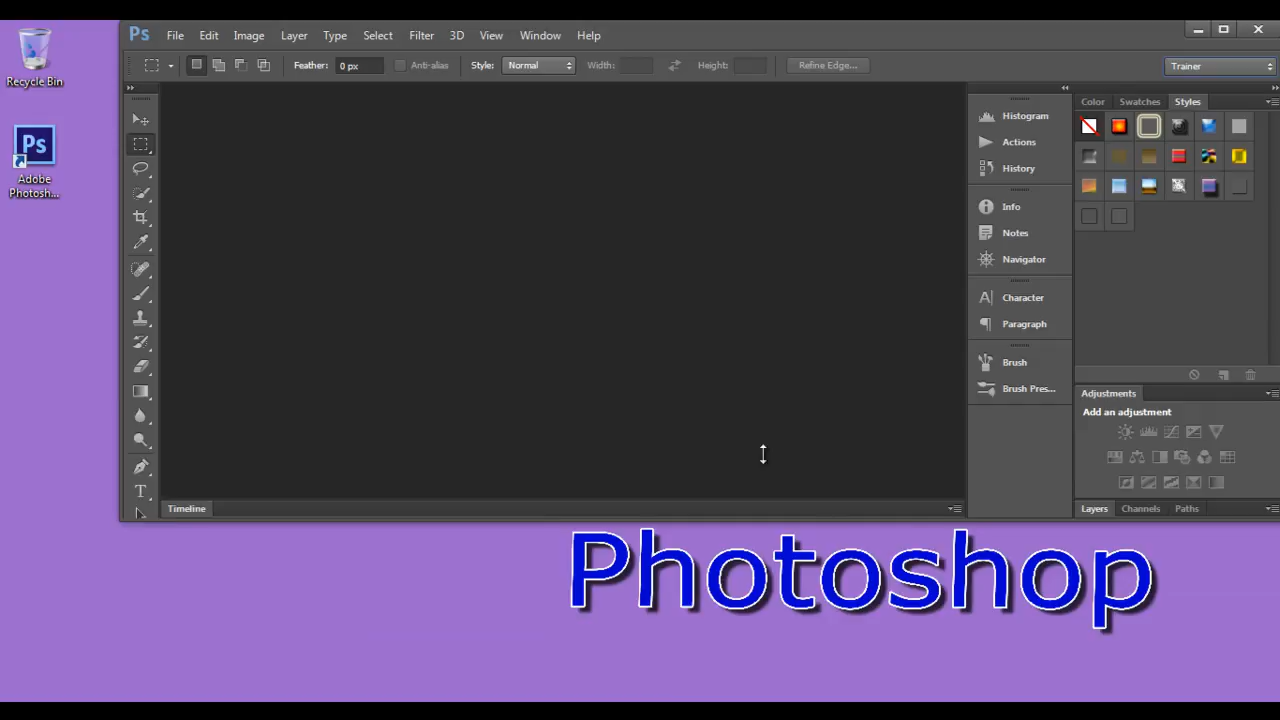 Ps File Edit Image Layer Type Select Filter 3D View Window Help
Recycle Bin
Feather: 0 px Anti-alias Style: Normal Width: Height: Refine Edge... Trainer
Color Swatches Styles
Histogram
Actions
History
Ps
Adobe
Photosh...
Info
Notes
Navigator
A| Character
¶ Paragraph
Brush
Brush Pres...
Adjustments
Add an adjustment
T
Timeline
Layers Channels Paths
Photoshop